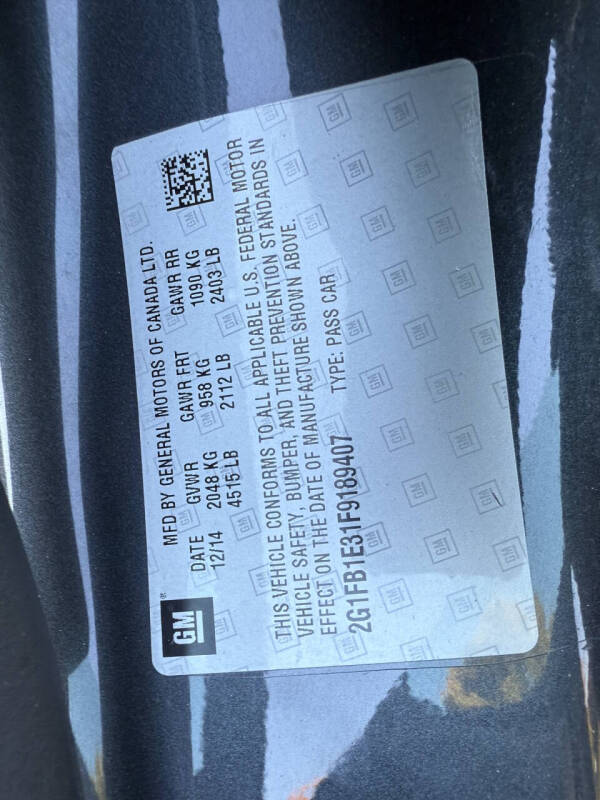 GM®
MFD BY GENERAL MOTORS OF CANADA LTD.
DATE GVWR GAWR FRT GAWR RR
12/14 2048 KG 958 KG 1090 KG
4515 LB 2112 LB 2403 LB
THIS VEHICLE CONFORMS TO ALL APPLICABLE U.S. FEDERAL MOTOR
VEHICLE SAFETY, BUMPER, AND THEFT PREVENTION STANDARDS IN
EFFECT ON THE DATE OF MANUFACTURE SHOWN ABOVE.
2G1FB1E31F9189407 TYPE: PASS CAR